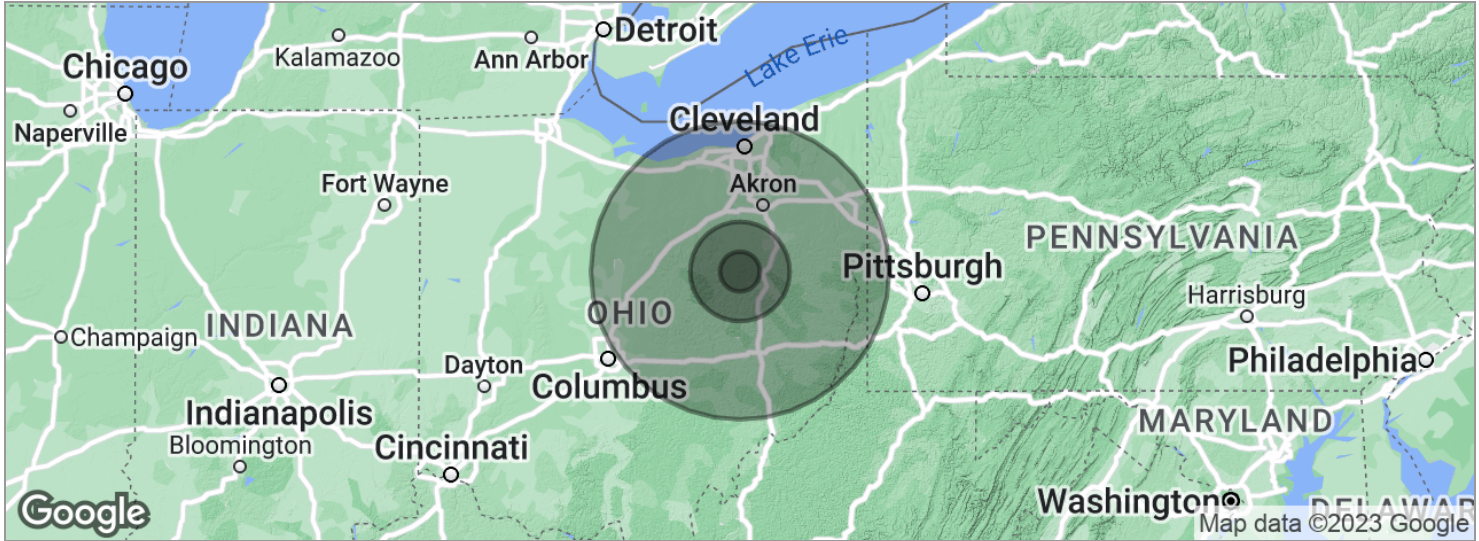 Detroit
Kalamazoo
Ann Arbor
Lake Erie
Chicago
Naperville
Cleveland
Akron
Fort Wayne
PENNSYLVANIA
Pittsburgh
Harrisburg
OHIO
INDIANA
Champaign
Dayton
Columbus
Philadelphia
Indianapolis
MARYLAND
Bloomington
Cincinnati
Washington
DELAWAR
Google
Map data ©2023 Google